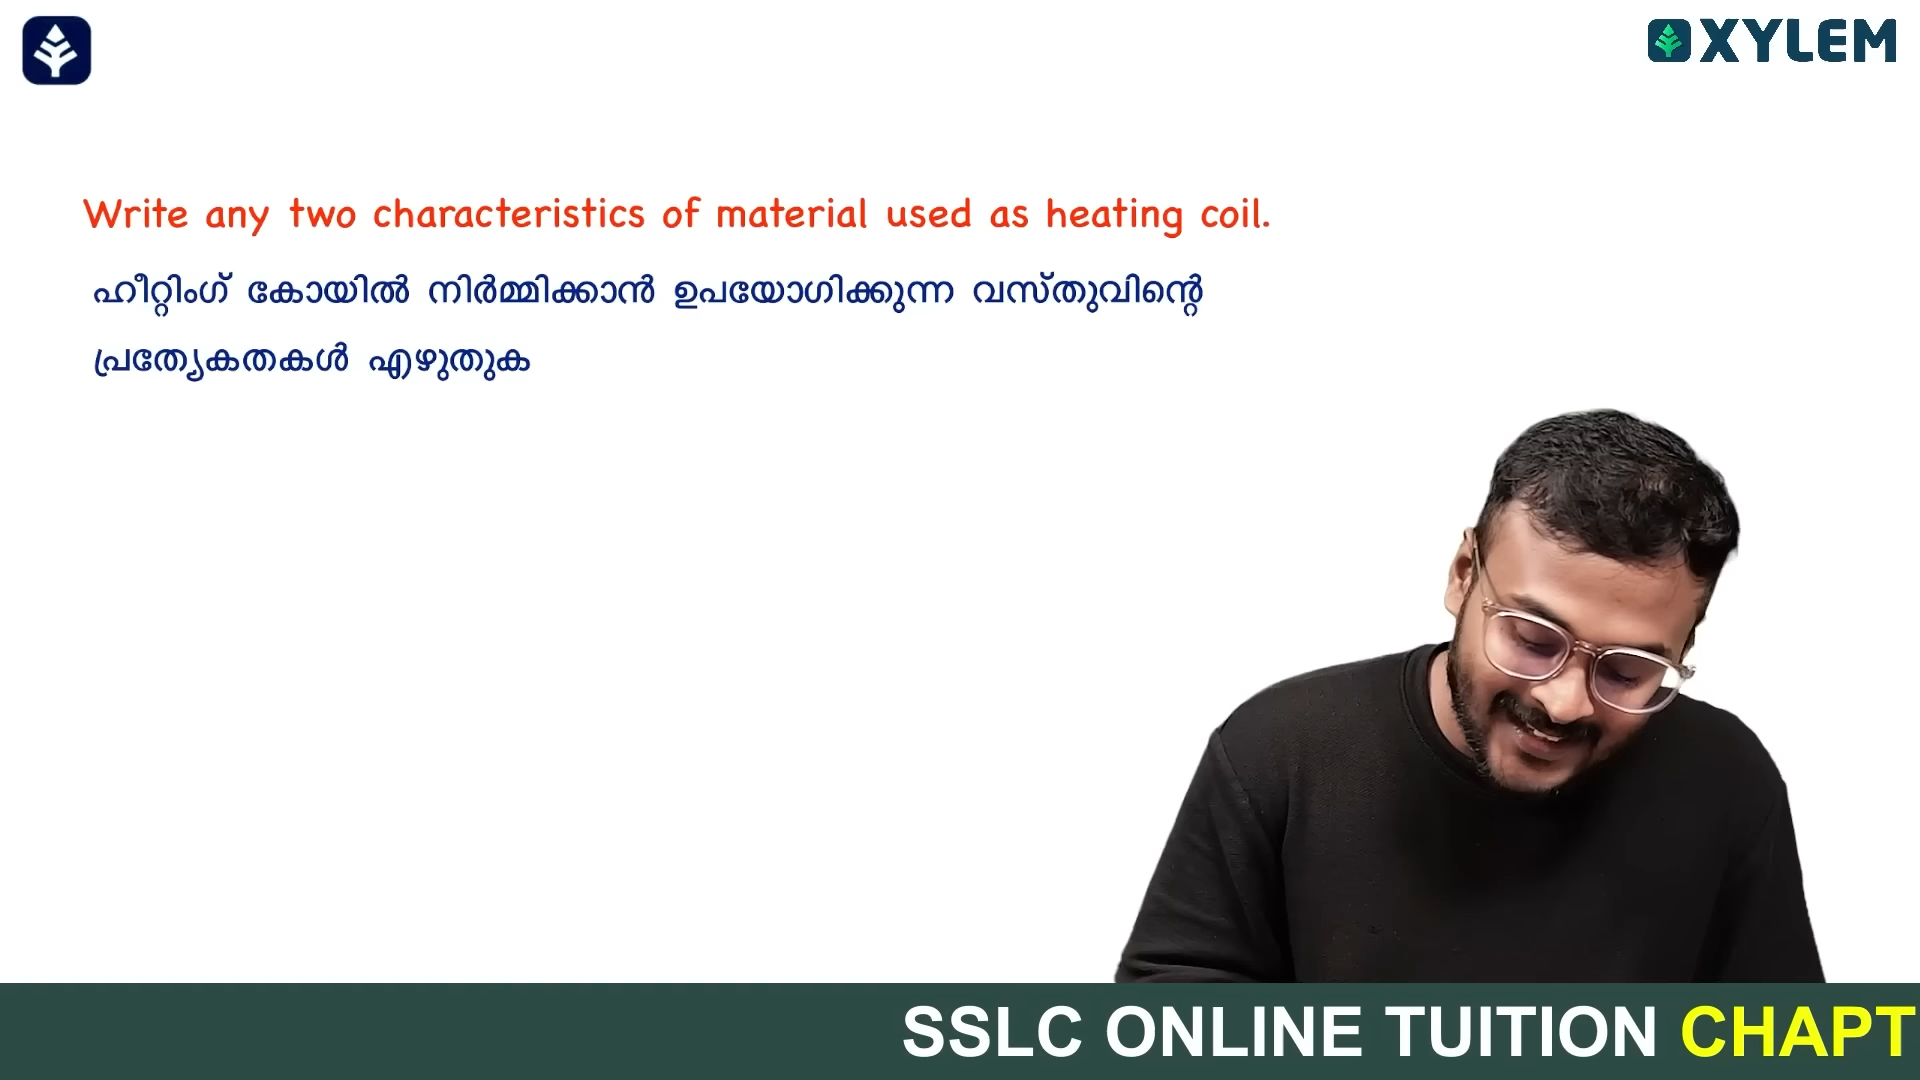 XYLEM
Write any two characteristics of material used as heating coil.
ഹീറ്റിംഗ് കോയിൽ നിർമ്മിക്കാൻ ഉപയോഗിക്കുന്ന വസ്തുവിന്റെ
പ്രത്യേകതകൾ എഴുതുക
SSLC ONLINE TUITION CHAPT